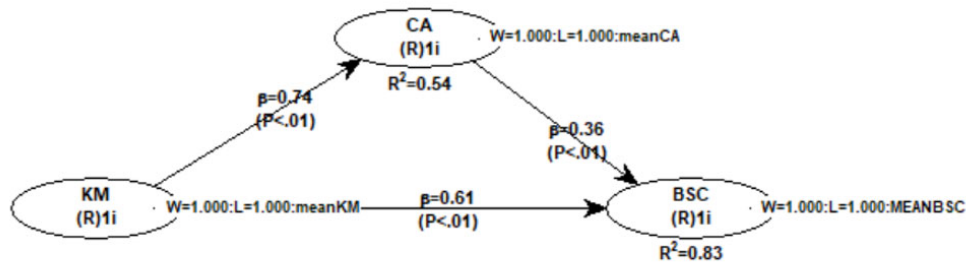 CA
(R)1i
W=1.000:L=1.000:meanCA
R²=0.54
β=0.74
(P<.01)
β=0.36
(P<.01)
KM
(R)1i
W=1.000:L=1.000:meanKM
β=0.61
(P<.01)
BSC
(R)1i
W=1.000:L=1.000:MEANBSC
R²=0.83